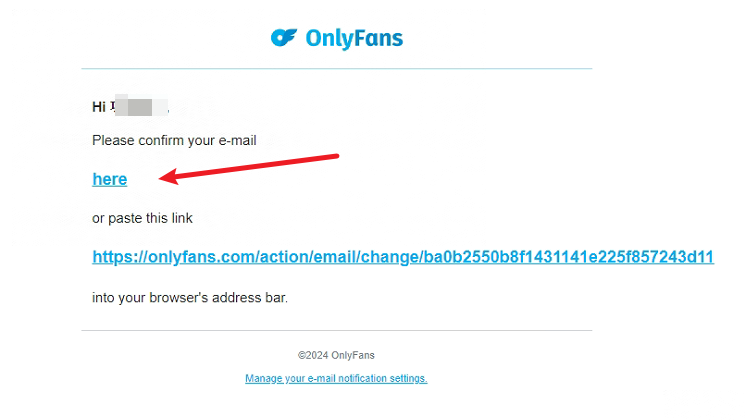 OnlyFans
Hi
Please confirm your e-mail
here
or paste this link
https://onlyfans.com/action/email/change/ba0b2550b8f1431141e225f857243d11
into your browser's address bar.
©2024 OnlyFans
Manage your e-mail notification settings.